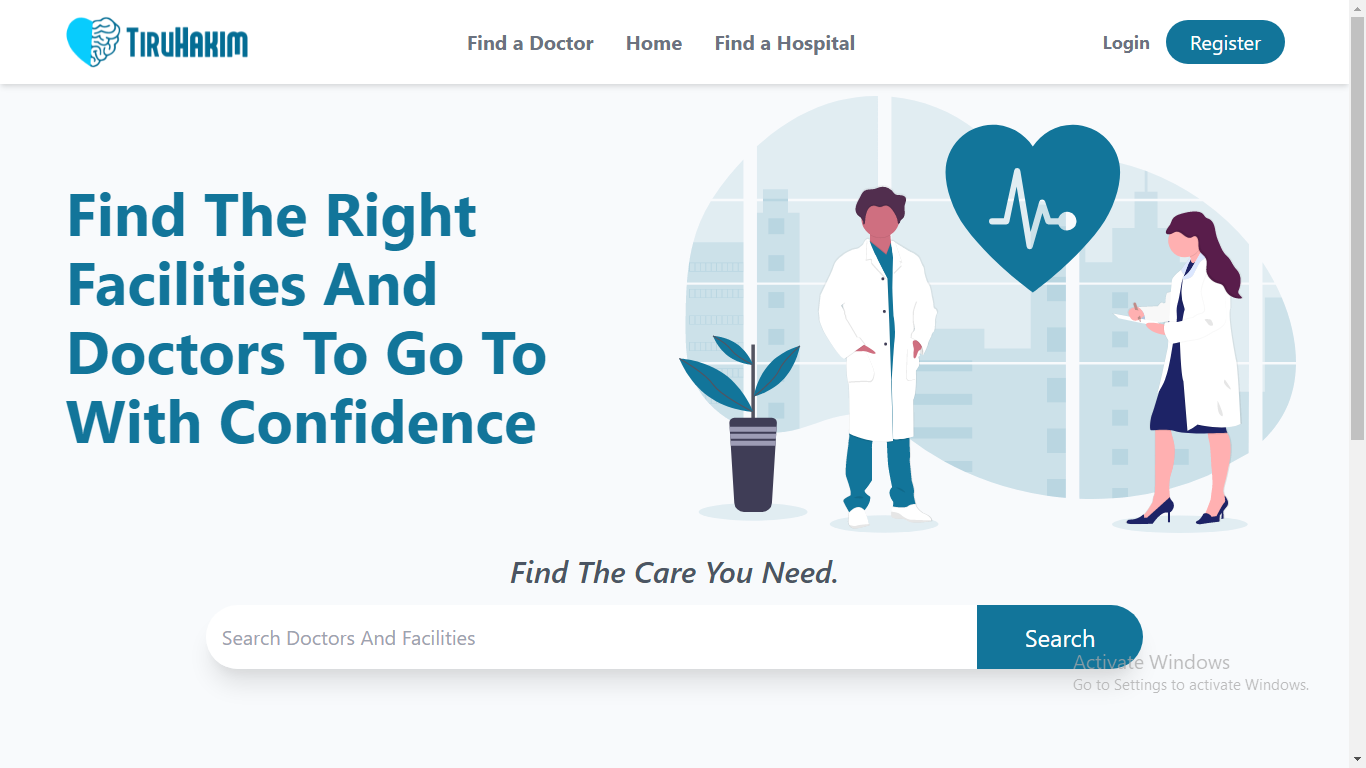 TIRUHAKIM
Find a Doctor
Home
Find a Hospital
Login
Register
Find The Right
Facilities And
Doctors To Go To
With Confidence
Find The Care You Need.
Search Doctors And Facilities
Search
Activate Windows
Go to Settings to activate Windows.